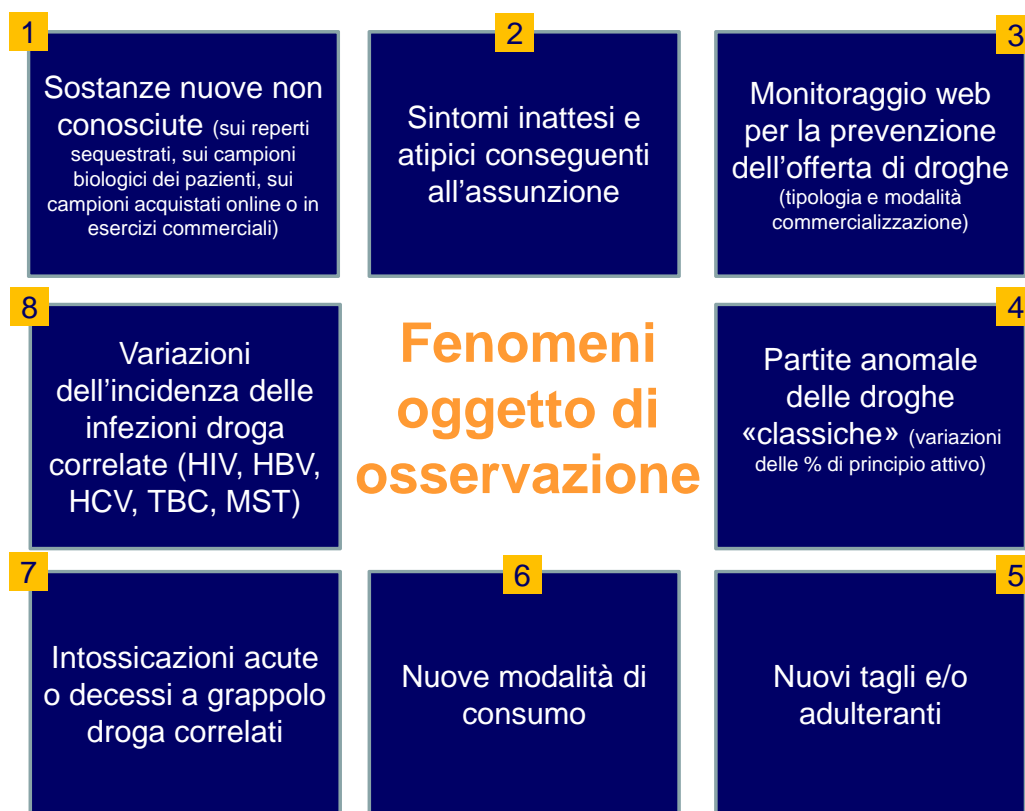 1
Sostanze nuove non
conosciute (sui reperti
sequestrati, sui campioni
biologici dei pazienti, sui
campioni acquistati online o in
esercizi commerciali)
2
Sintomi inattesi e
atipici conseguenti
all’assunzione
3
Monitoraggio web
per la prevenzione
dell’offerta di droghe
(tipologia e modalità
commercializzazione)
8
Variazioni
dell’incidenza delle
infezioni droga
correlate (HIV, HBV,
HCV, TBC, MST)
Fenomeni
oggetto di
osservazione
4
Partite anomale
delle droghe
«classiche» (variazioni
delle % di principio attivo)
7
Intossicazioni acute
o decessi a grappolo
droga correlati
6
Nuove modalità di
consumo
5
Nuovi tagli e/o
adulteranti